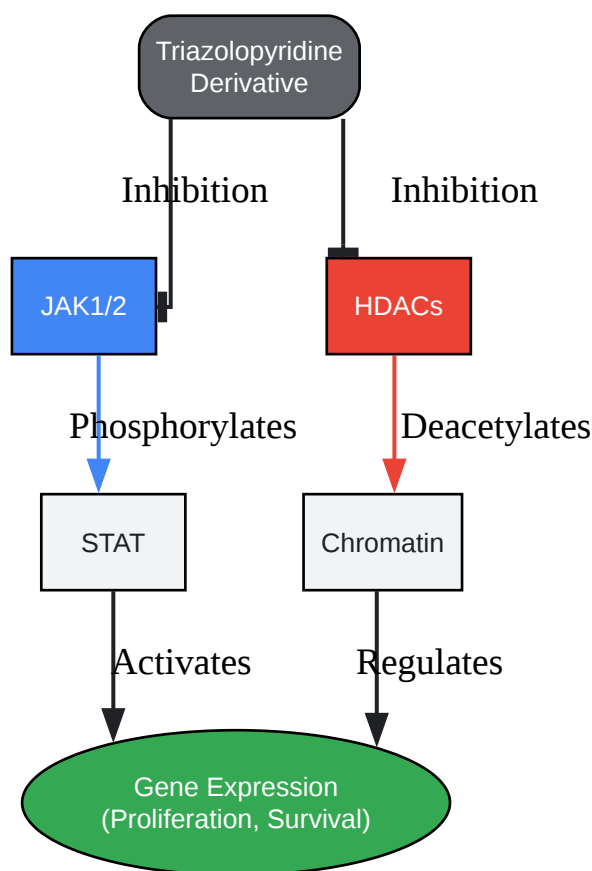 Triazolopyridine
Derivative
Inhibition
Inhibition
JAK1/2
HDACs
Phosphorylates
Deacetylates
STAT
Chromatin
Activates
Regulates
Gene Expression
(Proliferation, Survival)